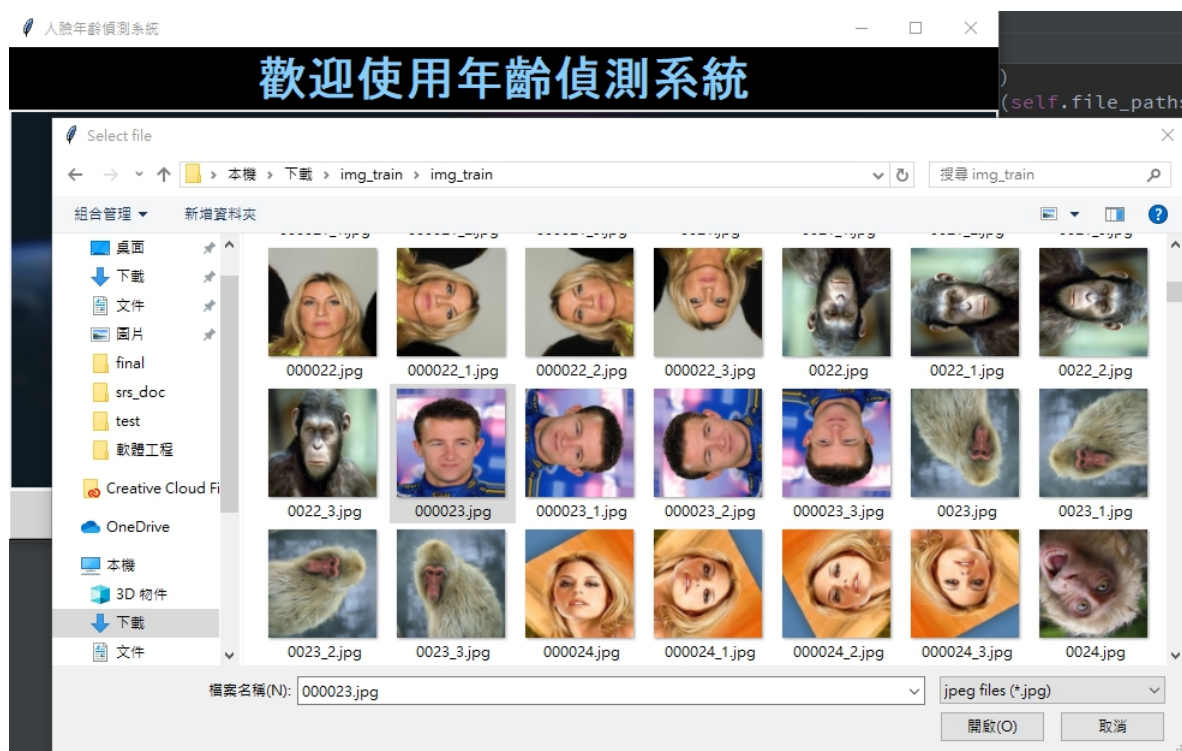 人臉年齡偵測系統
歡迎使用年齡偵測系統
)
(self.file_paths
Select file
本機 > 下載 > img_train > img_train
搜尋 img_train
組合管理
新增資料夾
桌面
下載
文件
圖片
final
srs_doc
test
軟體工程
Creative Cloud Fi
OneDrive
本機
3D 物件
下載
文件
000022.jpg 000022_1.jpg 000022_2.jpg 000022_3.jpg 0022.jpg 0022_1.jpg 0022_2.jpg
0022_3.jpg 000023.jpg 000023_1.jpg 000023_2.jpg 000023_3.jpg 0023.jpg 0023_1.jpg
0023_2.jpg 0023_3.jpg 000024.jpg 000024_1.jpg 000024_2.jpg 000024_3.jpg 0024.jpg
檔案名稱(N): 000023.jpg
jpeg files (*.jpg)
開啟(O) 取消